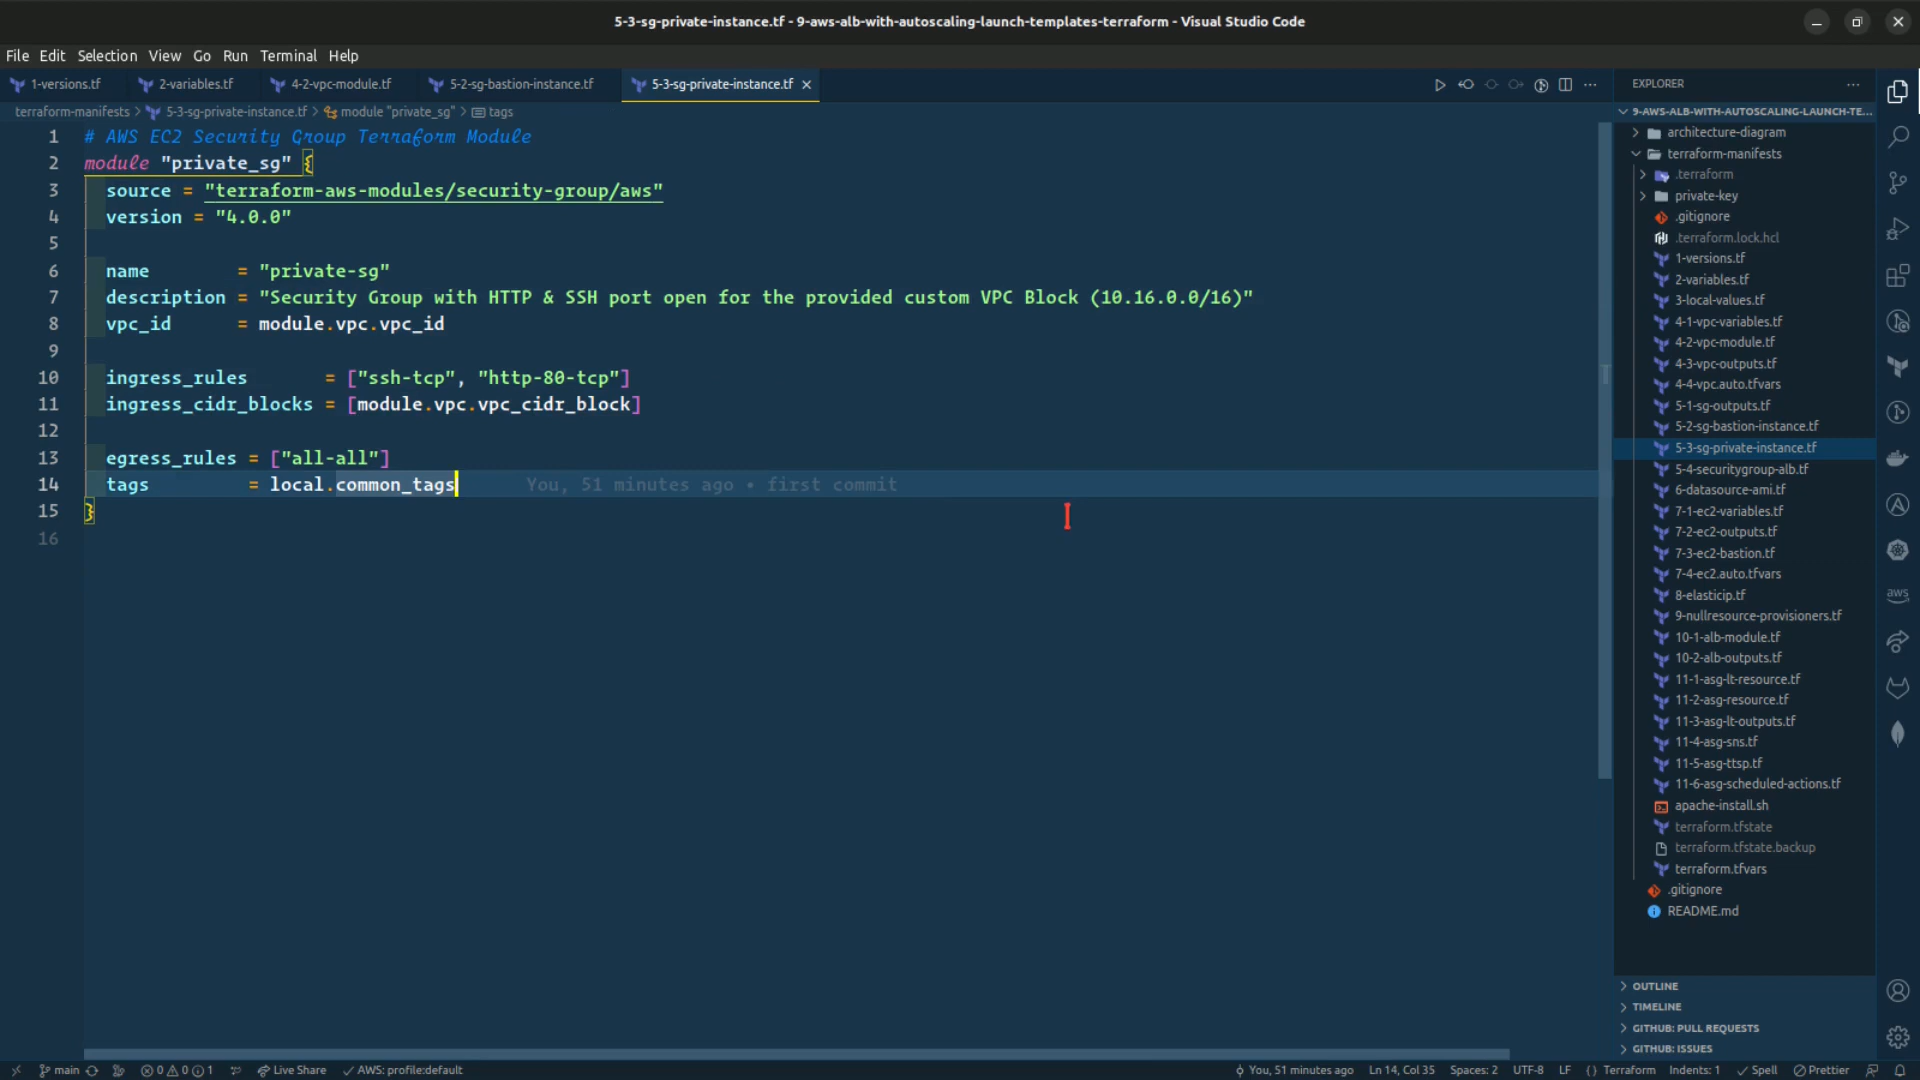 5-3-sg-private-instance.tf - 9-aws-alb-with-autoscaling-launch-templates-terraform - Visual Studio Code
File Edit Selection View Go Run Terminal Help
1-versions.tf 2-variables.tf 4-2-vpc-module.tf 5-2-sg-bastion-instance.tf 5-3-sg-private-instance.tf
terraform-manifests > 5-3-sg-private-instance.tf > module "private_sg" > tags
1 # AWS EC2 Security Group Terraform Module
2 module "private_sg" {
3 source = "terraform-aws-modules/security-group/aws"
4 version = "4.0.0"
5
6 name = "private-sg"
7 description = "Security Group with HTTP & SSH port open for the provided custom VPC Block (10.16.0.0/16)"
8 vpc_id = module.vpc.vpc_id
9
10 ingress_rules = ["ssh-tcp", "http-80-tcp"]
11 ingress_cidr_blocks = [module.vpc.vpc_cidr_block]
12
13 egress_rules = ["all-all"]
14 tags = local.common_tags You, 51 minutes ago • first commit
15 }
16
EXPLORER
9-AWS-ALB-WITH-AUTOSCALING-LAUNCH-TE...
architecture-diagram
terraform-manifests
.terraform
private-key
.gitignore
.terraform.lock.hcl
1-versions.tf
2-variables.tf
3-local-values.tf
4-1-vpc-variables.tf
4-2-vpc-module.tf
4-3-vpc-outputs.tf
4-4-vpc.auto.tfvars
5-1-sg-outputs.tf
5-2-sg-bastion-instance.tf
5-3-sg-private-instance.tf
5-4-securitygroup-alb.tf
6-datasource-ami.tf
7-1-ec2-variables.tf
7-2-ec2-outputs.tf
7-3-ec2-bastion.tf
7-4-ec2.auto.tfvars
8-elasticip.tf
9-nullresource-provisioners.tf
10-1-alb-module.tf
10-2-alb-outputs.tf
11-1-asg-lt-resource.tf
11-2-asg-resource.tf
11-3-asg-lt-outputs.tf
11-4-asg-sns.tf
11-5-asg-ttsp.tf
11-6-asg-scheduled-actions.tf
apache-install.sh
terraform.tfstate
terraform.tfstate.backup
terraform.tfvars
.gitignore
README.md
OUTLINE
TIMELINE
GITHUB: PULL REQUESTS
GITHUB: ISSUES
aws
main 0 0 1 Live Share AWS: profile:default You, 51 minutes ago Ln 14, Col 35 Spaces: 2 UTF-8 LF { } Terraform Indents: 1 Spell Prettier